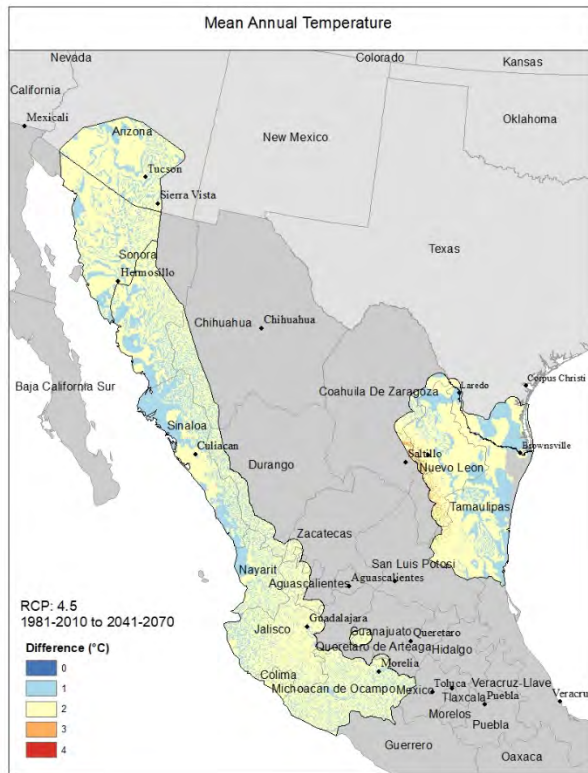 Mean Annual Temperature
Nevada
Colorado
Kansas
California
Mexicali
Oklahoma
Arizona
New Mexico
Tucson
Sierra Vista
Texas
Sonora
Hermosillo
Chihuahua
Chihuahua
Baja California Sur
Coahuila De Zaragoza
Laredo
Corpus Christi
Sinaloa
Culiacan
Durango
Saltillo
Nuevo Leon
Brownsville
Tamaulipas
Zacatecas
San Luis Potosi
Nayarit
Aguascalientes
Aguascalientes
RCP: 4.5
1981-2010 to 2041-2070
Guadalajara
Jalisco
Guanajuato
Queretaro
Queretaro de Arteaga
Hidalgo
Difference (°C)
0
1
2
3
4
Colima
Morelia
Michoacan de Ocampo
Mexico
Toluca
Veracruz-Llave
Tlaxcala
Puebla
Veracruz
Morelos
Puebla
Guerrero
Oaxaca